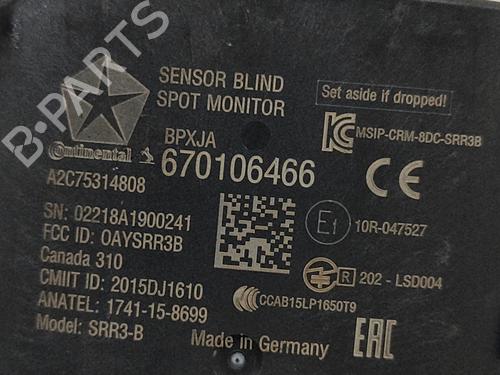 B-PARTS
SENSOR BLIND
SPOT MONITOR
Set aside if dropped!
BPXJA
MSIP-CRM-8DC-SRR3B
Continental
670106466
CE
A2C75314808
SN: 02218A1900241
E1 10R-047527
FCC ID: OAYSRR3B
Canada 310
R 202-LSD004
CMIIT ID: 2015DJ1610
CCAB15LP1650T9
ANATEL: 1741-15-8699
EAC
Model: SRR3-B
Made in Germany